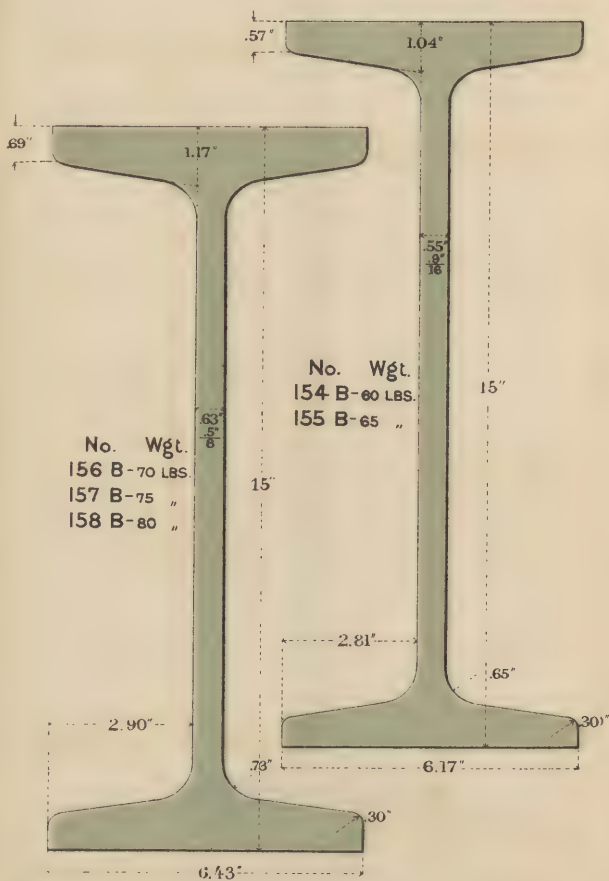 .57"
1.04"
.69"
1.17"
.55"
9"
16
.63"
5"
8
No. Wgt.
154 B-60 LBS.
155 B-65 „
15"
No. Wgt.
156 B-70 LBS.
157 B-75 „
158 B-80 „
15"
2.81"
.65"
.30"
2.90"
6.17"
.73"
.30"
6.43"